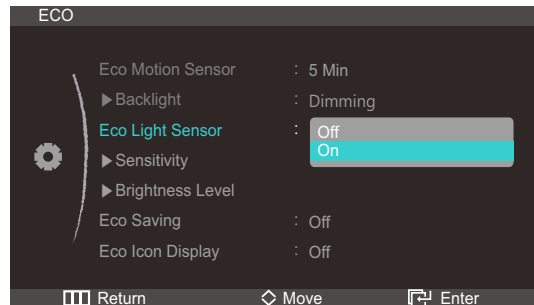 ECO
Eco Motion Sensor : 5 Min
▶Backlight : Dimming
Eco Light Sensor : Off
On
▶Sensitivity
▶Brightness Level
Eco Saving : Off
Eco Icon Display : Off
Return Move Enter